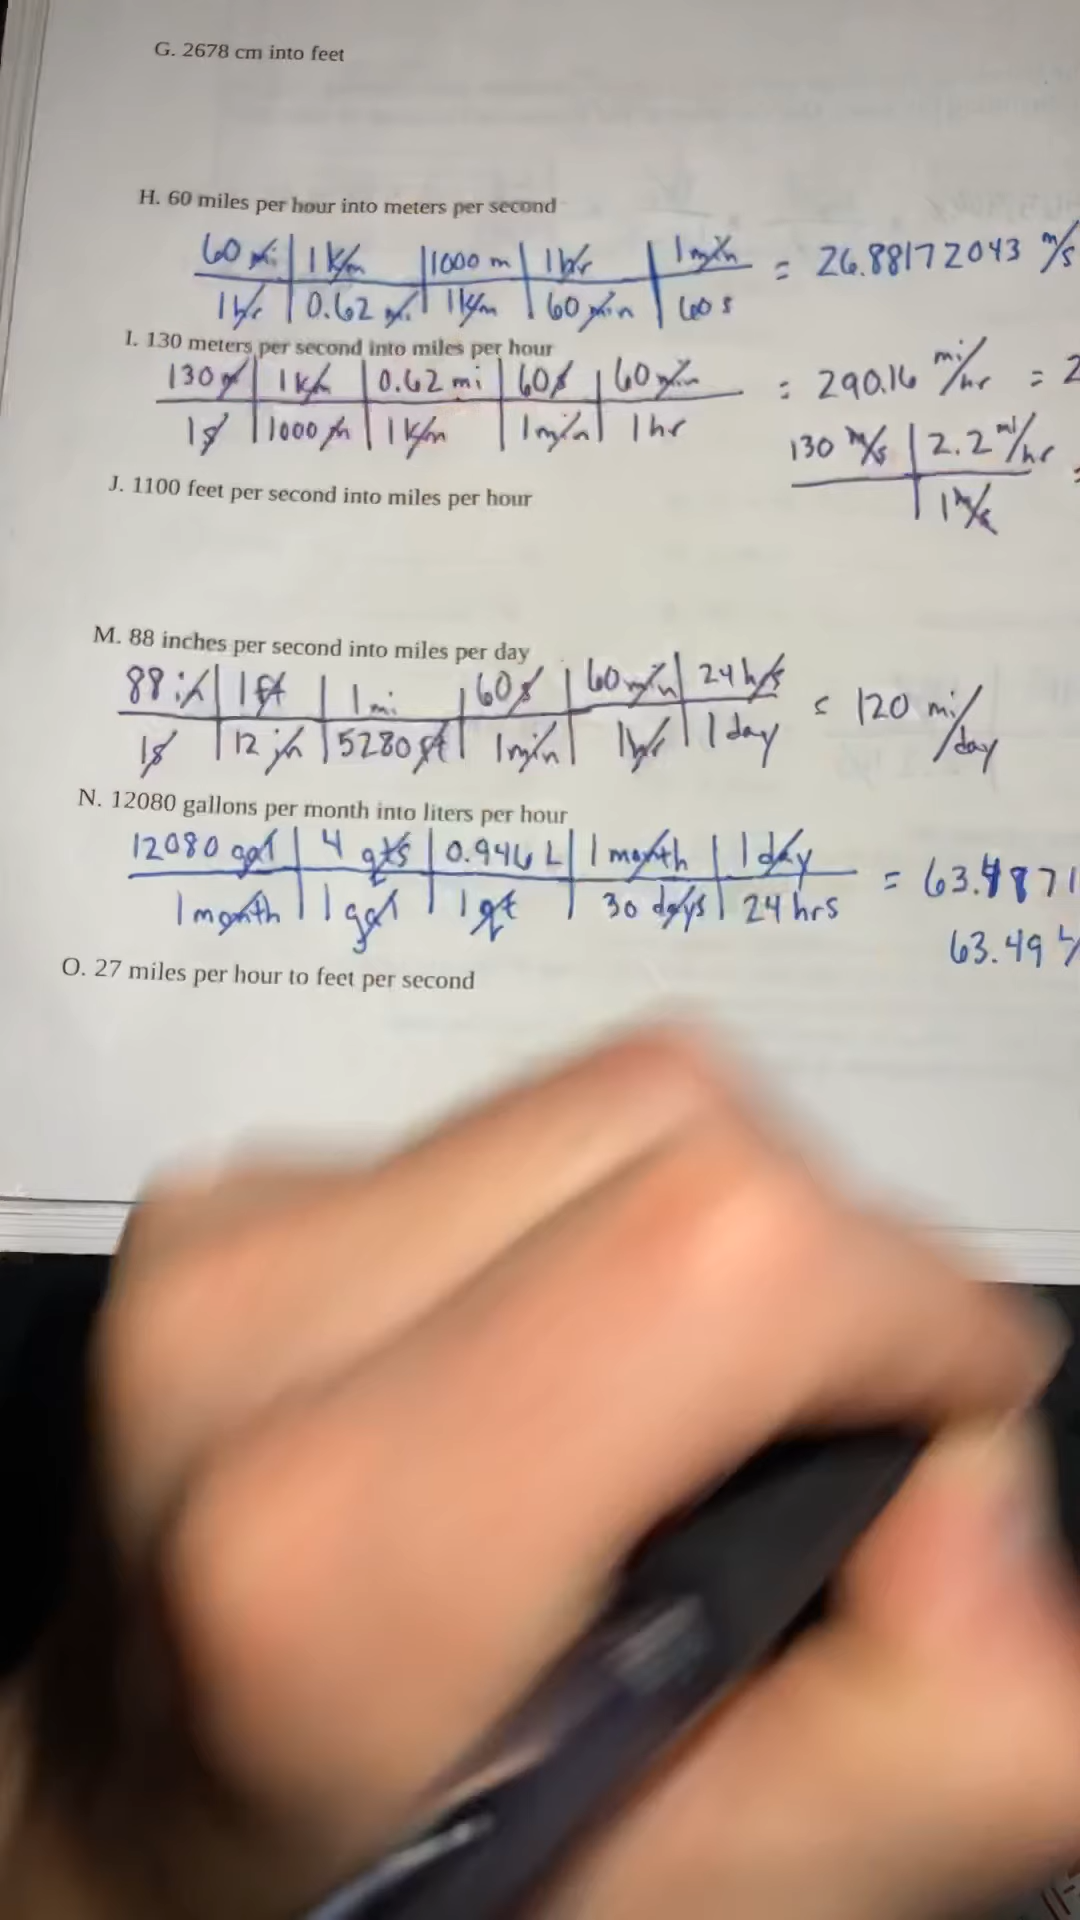 G. 2678 cm into feet
H. 60 miles per hour into meters per second
60 mi | 1 km | 1000 m | 1 hr | 1 min = 26.88172043 m/s
1 hr | 0.62 mi | 1 km | 60 min | 60 s
I. 130 meters per second into miles per hour
130 m | 1 km | 0.62 mi | 60 s | 60 min = 290.16 mi/hr = 2
1 s | 1000 m | 1 km | 1 min | 1 hr
130 m/s | 2.2 mi/hr
1 m/s
J. 1100 feet per second into miles per hour
M. 88 inches per second into miles per day
88 in | 1 ft | 1 mi | 60 s | 60 min | 24 hrs = 120 mi/day
1 s | 12 in | 5280 ft | 1 min | 1 hr | 1 day
N. 12080 gallons per month into liters per hour
12080 gal | 4 qts | 0.946 L | 1 month | 1 day = 63.4871
1 month | 1 gal | 1 qt | 30 days | 24 hrs
63.49 L/
O. 27 miles per hour to feet per second